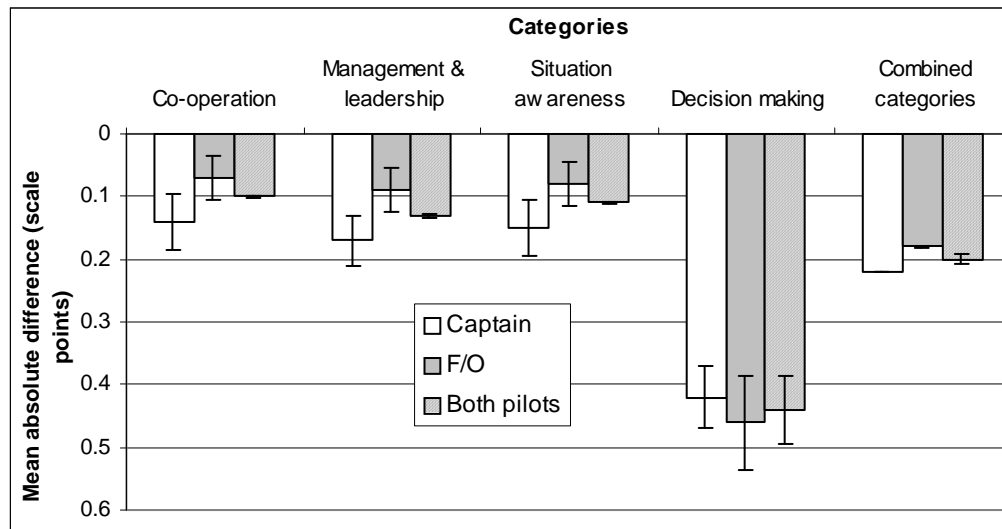 Categories
Co-operation
Management &
leadership
Situation
aw areness
Decision making
Combined
categories
Mean absolute difference (scale
points)
0
0.1
0.2
0.3
0.4
0.5
0.6
Captain
F/O
Both pilots